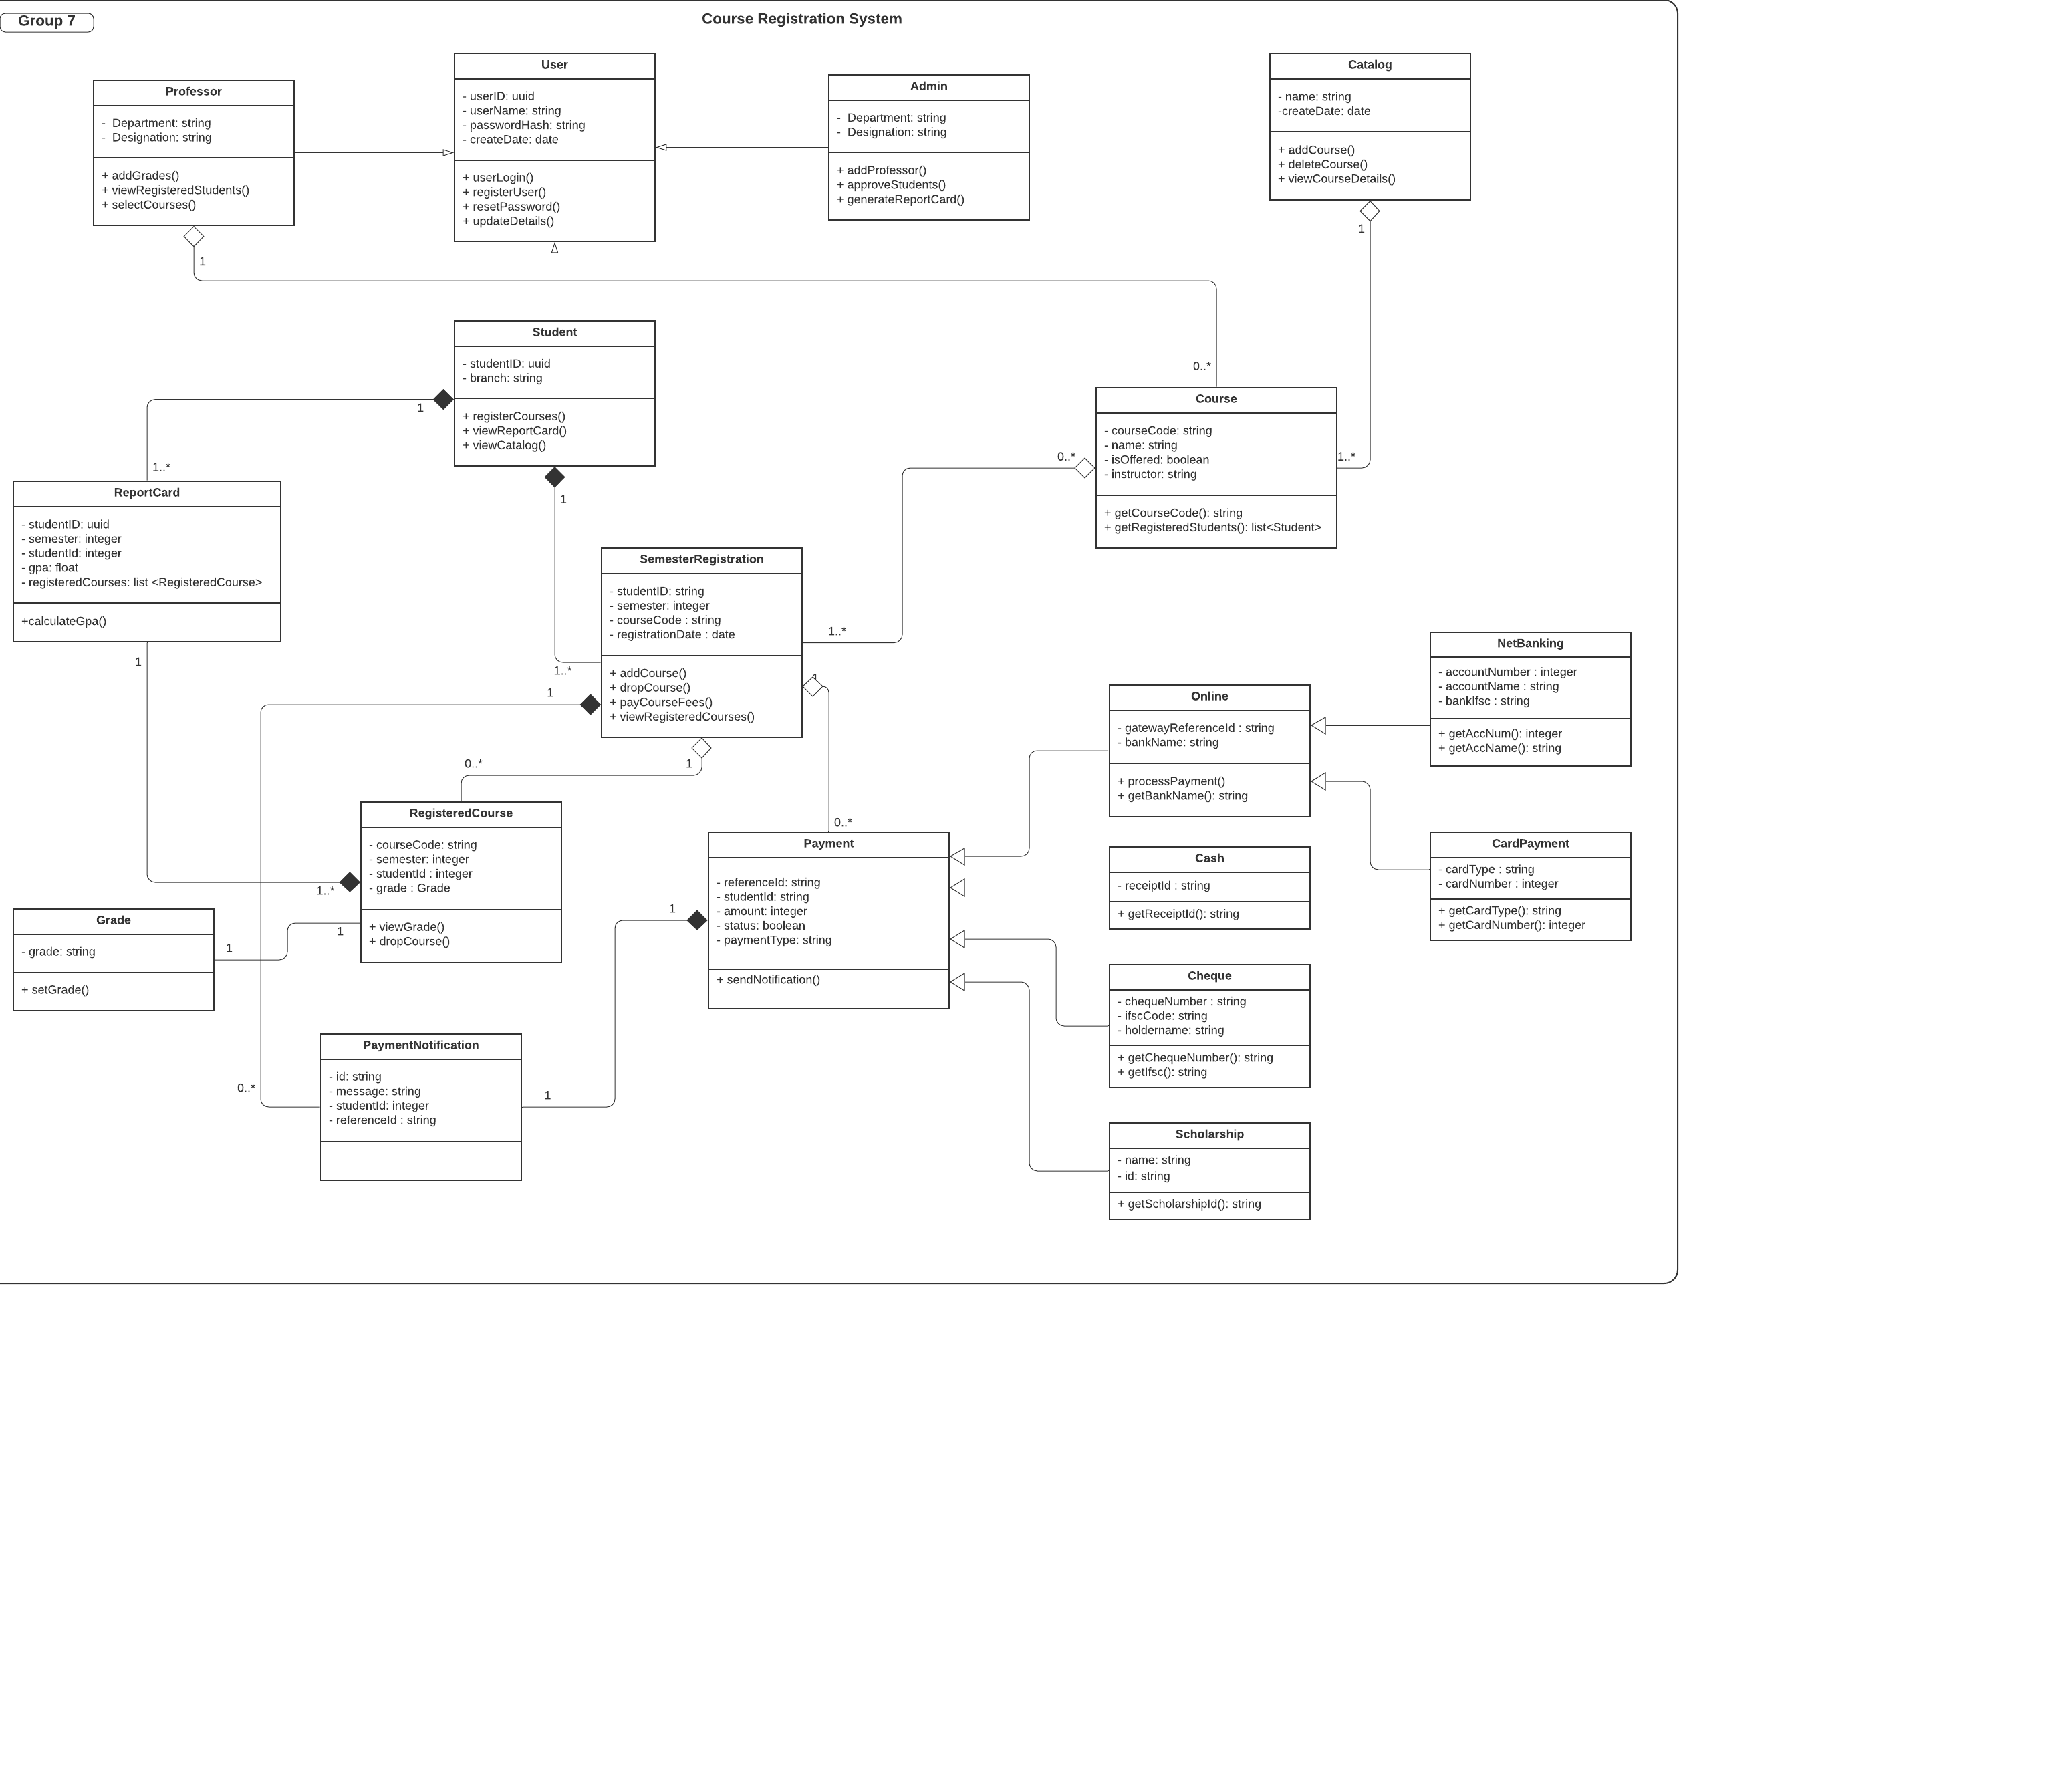 Group 7
Course Registration System
Professor
- Department: string
- Designation: string
+ addGrades()
+ viewRegisteredStudents()
+ selectCourses()
User
- userID: uuid
- userName: string
- passwordHash: string
- createDate: date
+ userLogin()
+ registerUser()
+ resetPassword()
+ updateDetails()
Admin
- Department: string
- Designation: string
+ addProfessor()
+ approveStudents()
+ generateReportCard()
Catalog
- name: string
-createDate: date
+ addCourse()
+ deleteCourse()
+ viewCourseDetails()
1
1
Student
- studentID: uuid
- branch: string
+ registerCourses()
+ viewReportCard()
+ viewCatalog()
0..*
1
1..*
1
Course
- courseCode: string
- name: string
- isOffered: boolean
- instructor: string
+ getCourseCode(): string
+ getRegisteredStudents(): list<Student>
0..*
1..*
ReportCard
- studentID: uuid
- semester: integer
- studentId: integer
- gpa: float
- registeredCourses: list <RegisteredCourse>
+calculateGpa()
1
SemesterRegistration
- studentID: string
- semester: integer
- courseCode : string
- registrationDate : date
+ addCourse()
+ dropCourse()
+ payCourseFees()
+ viewRegisteredCourses()
1..*
1..*
1
1
0..*
1
0..*
NetBanking
- accountNumber : integer
- accountName : string
- bankIfsc : string
+ getAccNum(): integer
+ getAccName(): string
Online
- gatewayReferenceId : string
- bankName: string
+ processPayment()
+ getBankName(): string
RegisteredCourse
- courseCode: string
- semester: integer
- studentId : integer
- grade : Grade
+ viewGrade()
+ dropCourse()
1..*
1
Payment
- referenceId: string
- studentId: string
- amount: integer
- status: boolean
- paymentType: string
+ sendNotification()
1
Cash
- receiptId : string
+ getReceiptId(): string
CardPayment
- cardType : string
- cardNumber : integer
+ getCardType(): string
+ getCardNumber(): integer
Grade
- grade: string
+ setGrade()
1
Cheque
- chequeNumber : string
- ifscCode: string
- holdername: string
+ getChequeNumber(): string
+ getIfsc(): string
PaymentNotification
- id: string
- message: string
- studentId: integer
- referenceId : string
0..*
1
Scholarship
- name: string
- id: string
+ getScholarshipId(): string